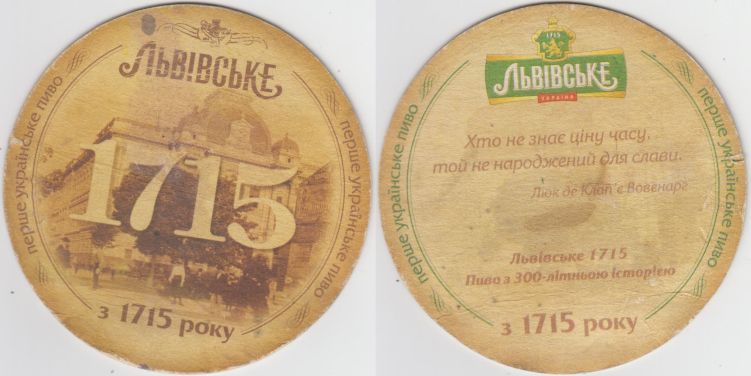 Львівське
перше українське пиво
перше українське пиво
1715
з 1715 року
1715
Львівське
УКРАЇНА
перше українське пиво
перше українське пиво
Хто не знає ціну часу,
той не народжений для слави.
Люк де Клап'є Вовенарг
Львівське 1715
Пиво з 300-літньою історією
з 1715 року